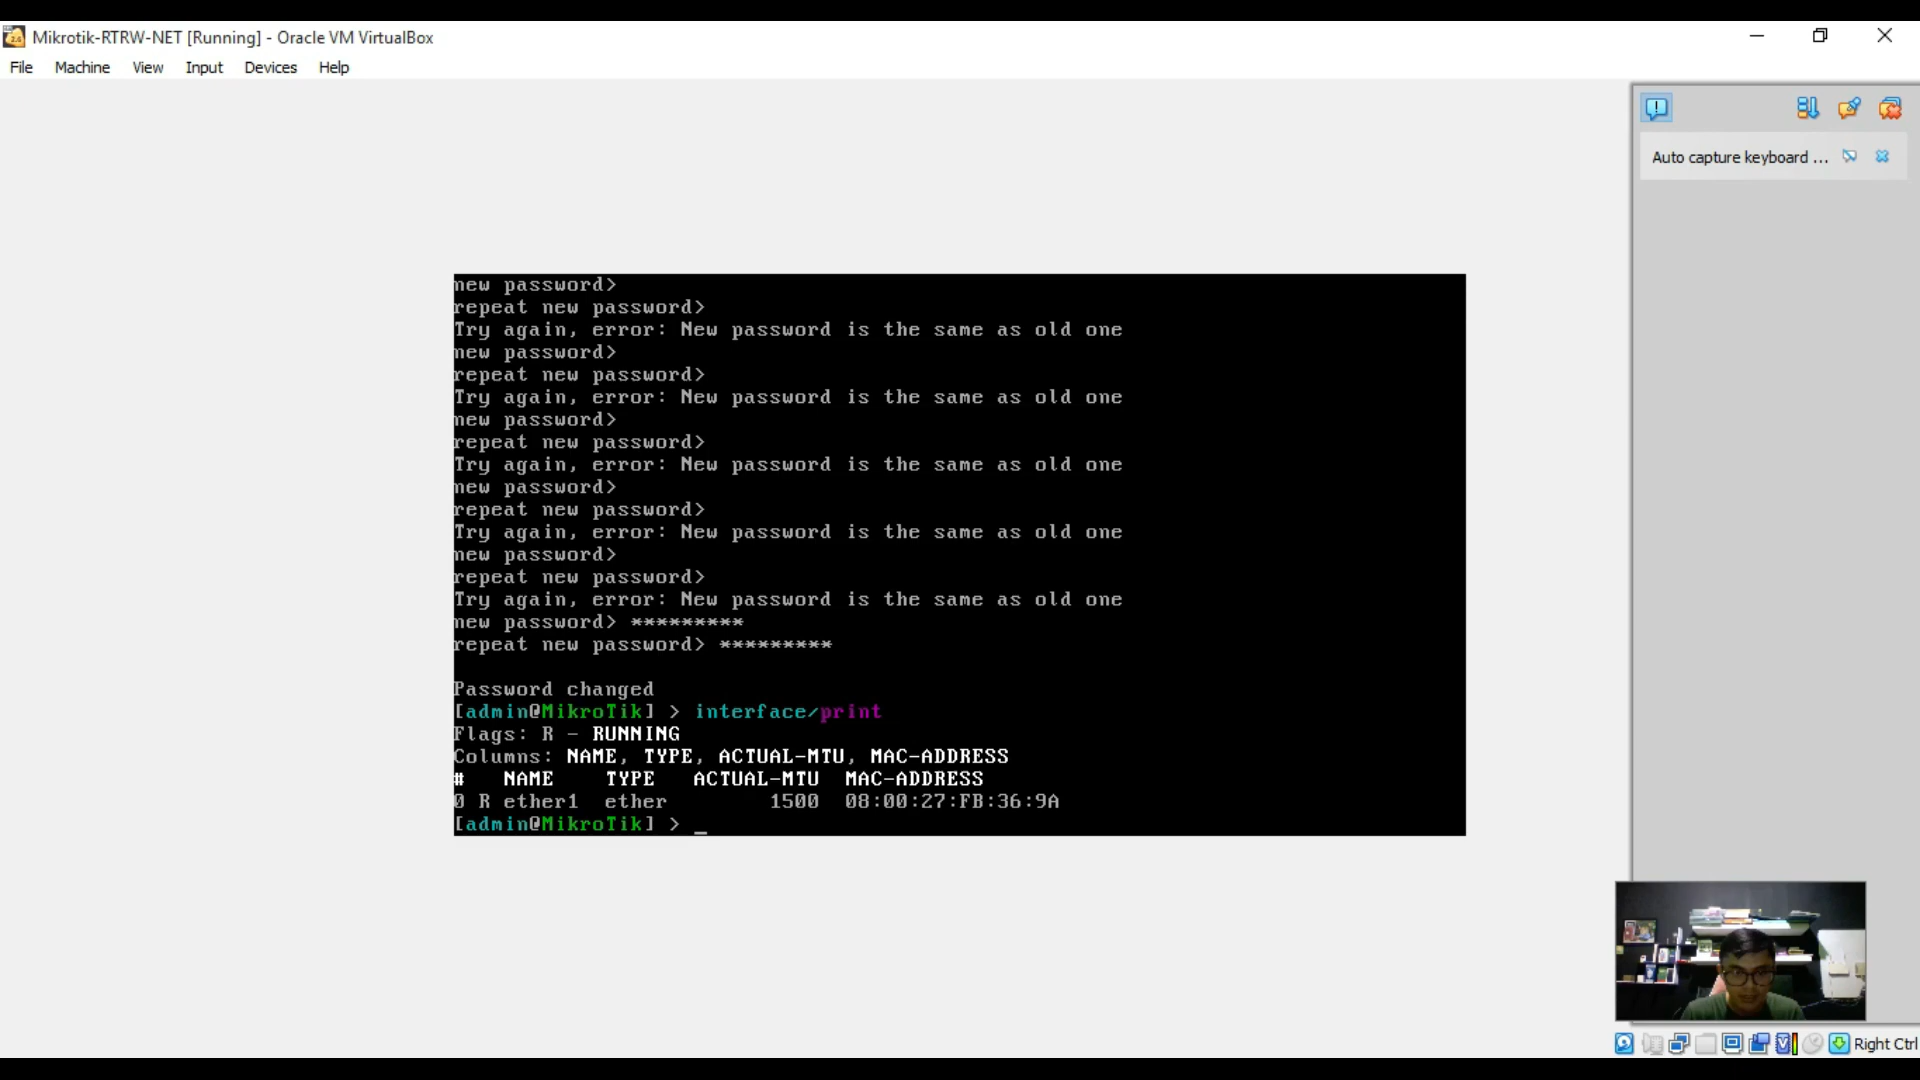 Mikrotik-RTRW-NET [Running] - Oracle VM VirtualBox
File Machine View Input Devices Help
Auto capture keyboard ...
new password>
repeat new password>
Try again, error: New password is the same as old one
new password>
repeat new password>
Try again, error: New password is the same as old one
new password>
repeat new password>
Try again, error: New password is the same as old one
new password>
repeat new password>
Try again, error: New password is the same as old one
new password>
repeat new password>
Try again, error: New password is the same as old one
new password> *********
repeat new password> *********
Password changed
[admin@MikroTik] > interface/print
Flags: R - RUNNING
Columns: NAME, TYPE, ACTUAL-MTU, MAC-ADDRESS
# NAME TYPE ACTUAL-MTU MAC-ADDRESS
0 R ether1 ether 1500 08:00:27:FB:36:9A
[admin@MikroTik] > _
Right Ctrl